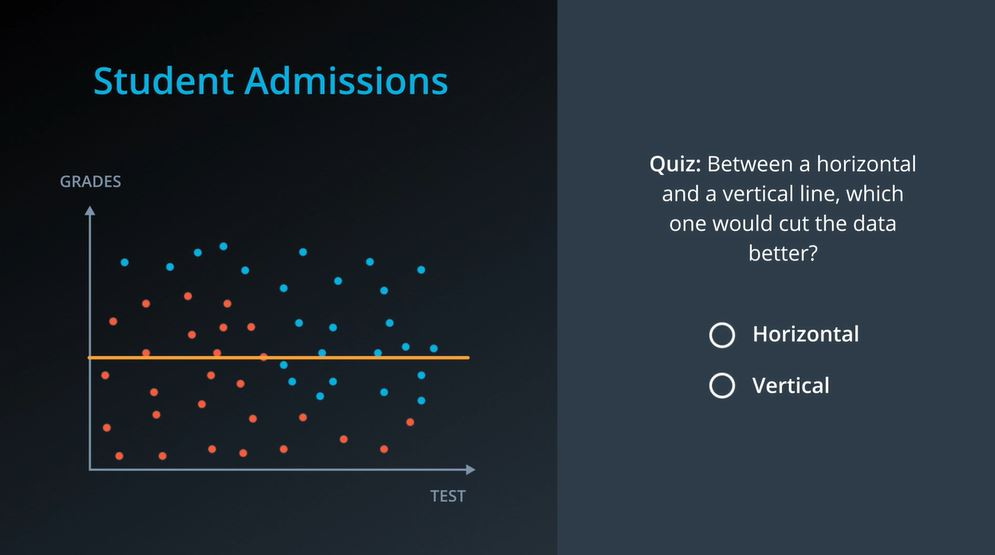 Student Admissions
GRADES
TEST
Quiz: Between a horizontal
and a vertical line, which
one would cut the data
better?
Horizontal
Vertical